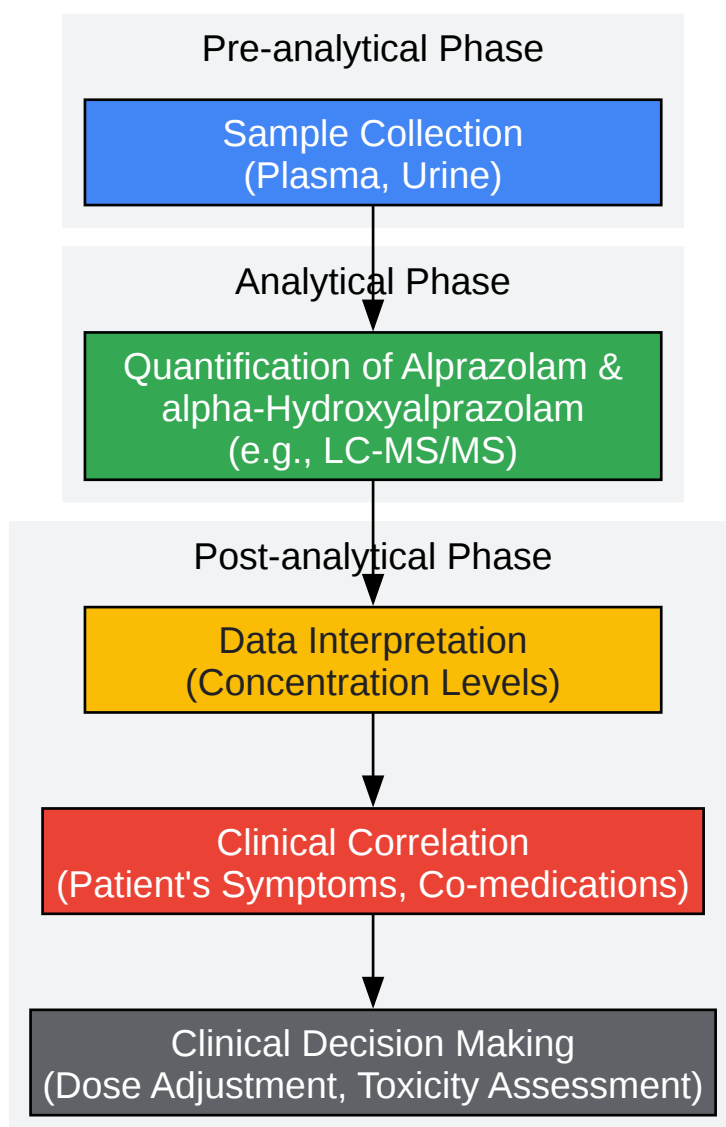 Pre-analytical Phase
Sample Collection
(Plasma, Urine)
Analytical Phase
Quantification of Alprazolam &
alpha-Hydroxyalprazolam
(e.g., LC-MS/MS)
Post-analytical Phase
Data Interpretation
(Concentration Levels)
Clinical Correlation
(Patient's Symptoms, Co-medications)
Clinical Decision Making
(Dose Adjustment, Toxicity Assessment)